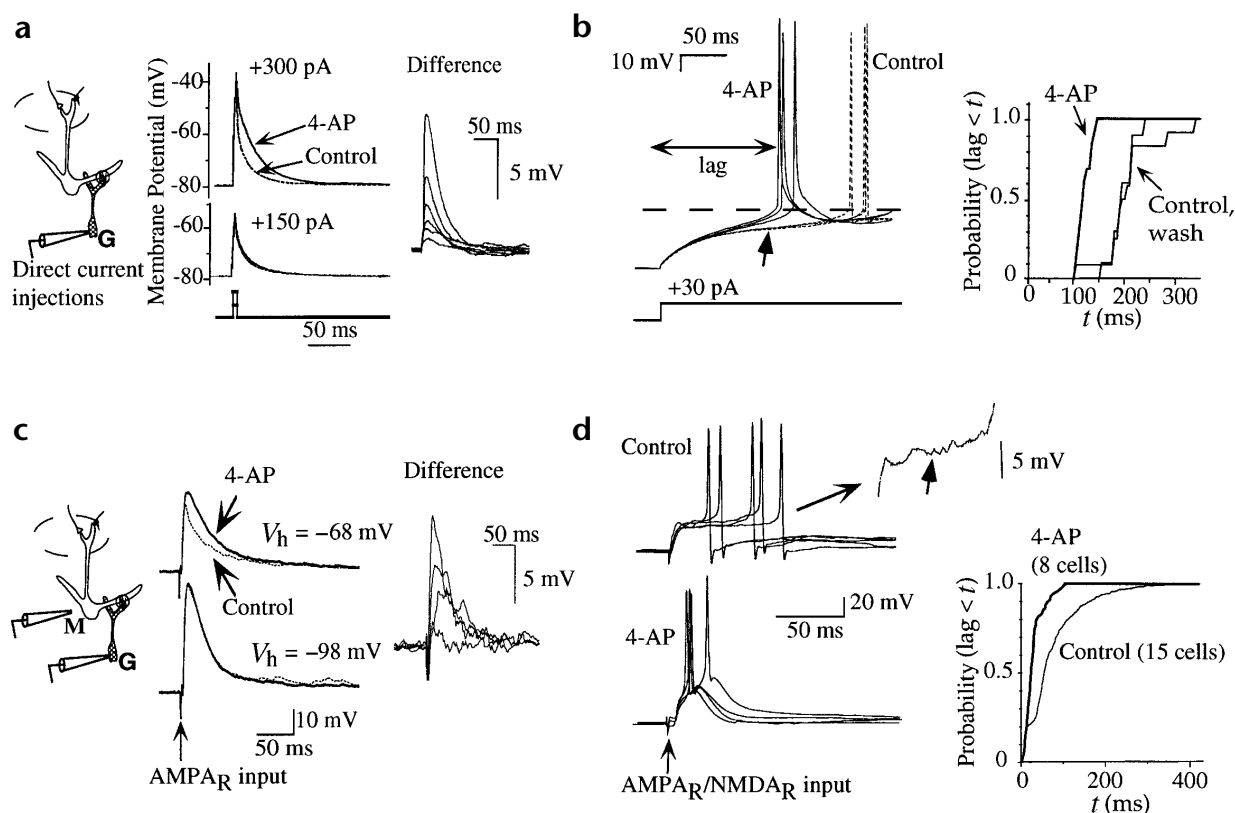 a
+300 pA
Difference
Membrane Potential (mV)
-40
-60
-80
4-AP
Control
50 ms
5 mV
+150 pA
-60
-80
G
Direct current
injections
50 ms
b
50 ms
10 mV
4-AP
Control
lag
+30 pA
4-AP
Probability (lag < t)
1.0
0.5
0
Control,
wash
0
100
200
300
t (ms)
c
4-AP
Difference
Vh = −68 mV
Control
50 ms
5 mV
M
G
Vh = −98 mV
10 mV
50 ms
AMPAR input
d
Control
5 mV
4-AP
20 mV
50 ms
AMPAR/NMDAR input
4-AP
(8 cells)
Probability (lag < t)
1.0
0.5
0
Control (15 cells)
0
200
400
t (ms)